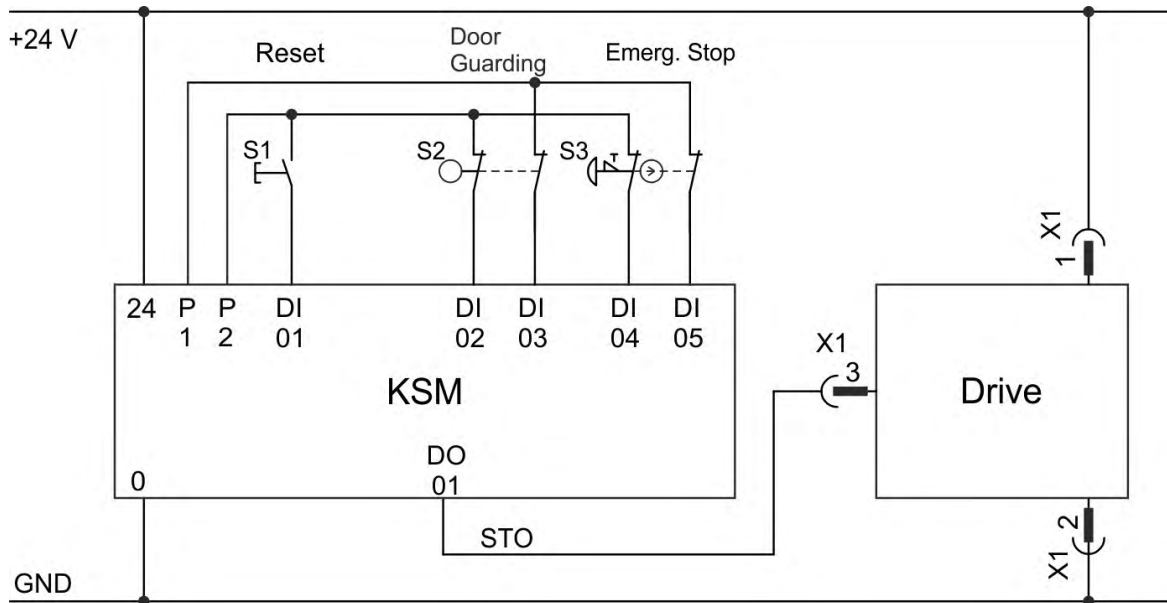 +24 V
Reset
Door
Guarding
Emerg. Stop
S1
S2
S3
X1
1
24 P P DI DI DI DI DI
1 2 01 02 03 04 05
X1
3
KSM
Drive
DO
0
01
STO
2
X1
GND